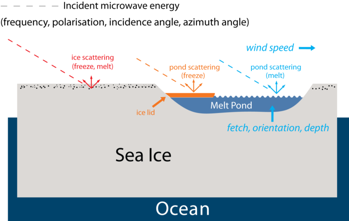 Incident microwave energy
(frequency, polarisation, incidence angle, azimuth angle)
wind speed
ice scattering
(freeze, melt)
pond scattering
(freeze)
pond scattering
(melt)
ice lid
Melt Pond
fetch, orientation, depth
Sea Ice
Ocean